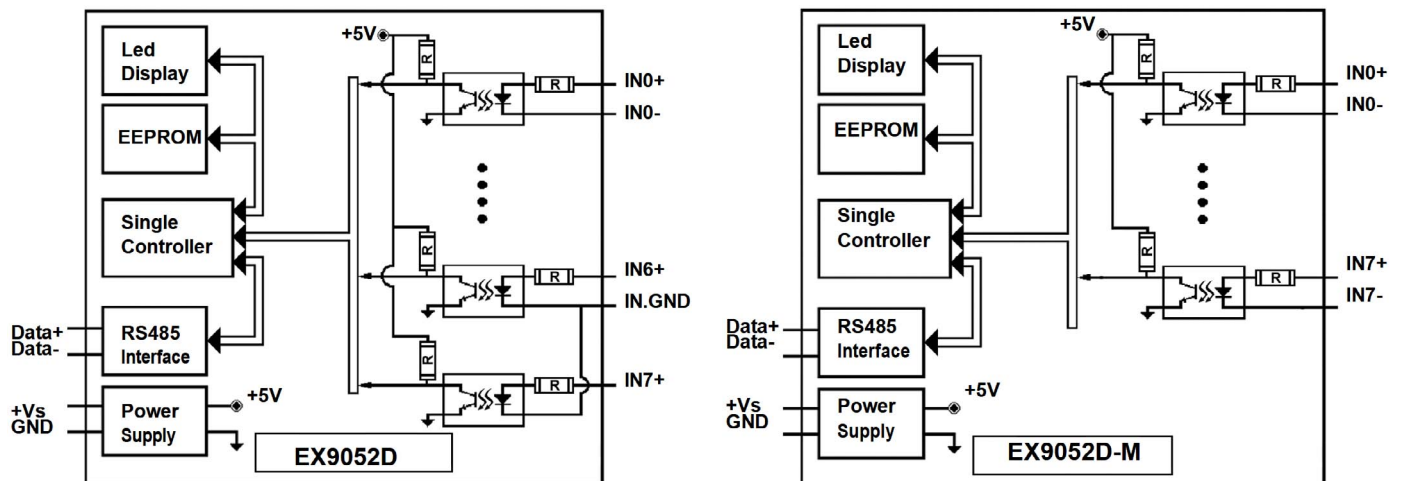 +5V
Led
Display
R
R
IN0+
IN0-
EEPROM
Single
Controller
R
R
IN6+
IN.GND
Data+
Data-
RS485
Interface
R
R
IN7+
+Vs
GND
Power
Supply
+5V
EX9052D
+5V
Led
Display
R
R
IN0+
IN0-
EEPROM
Single
Controller
R
R
IN7+
IN7-
Data+
Data-
RS485
Interface
+Vs
GND
Power
Supply
+5V
EX9052D-M